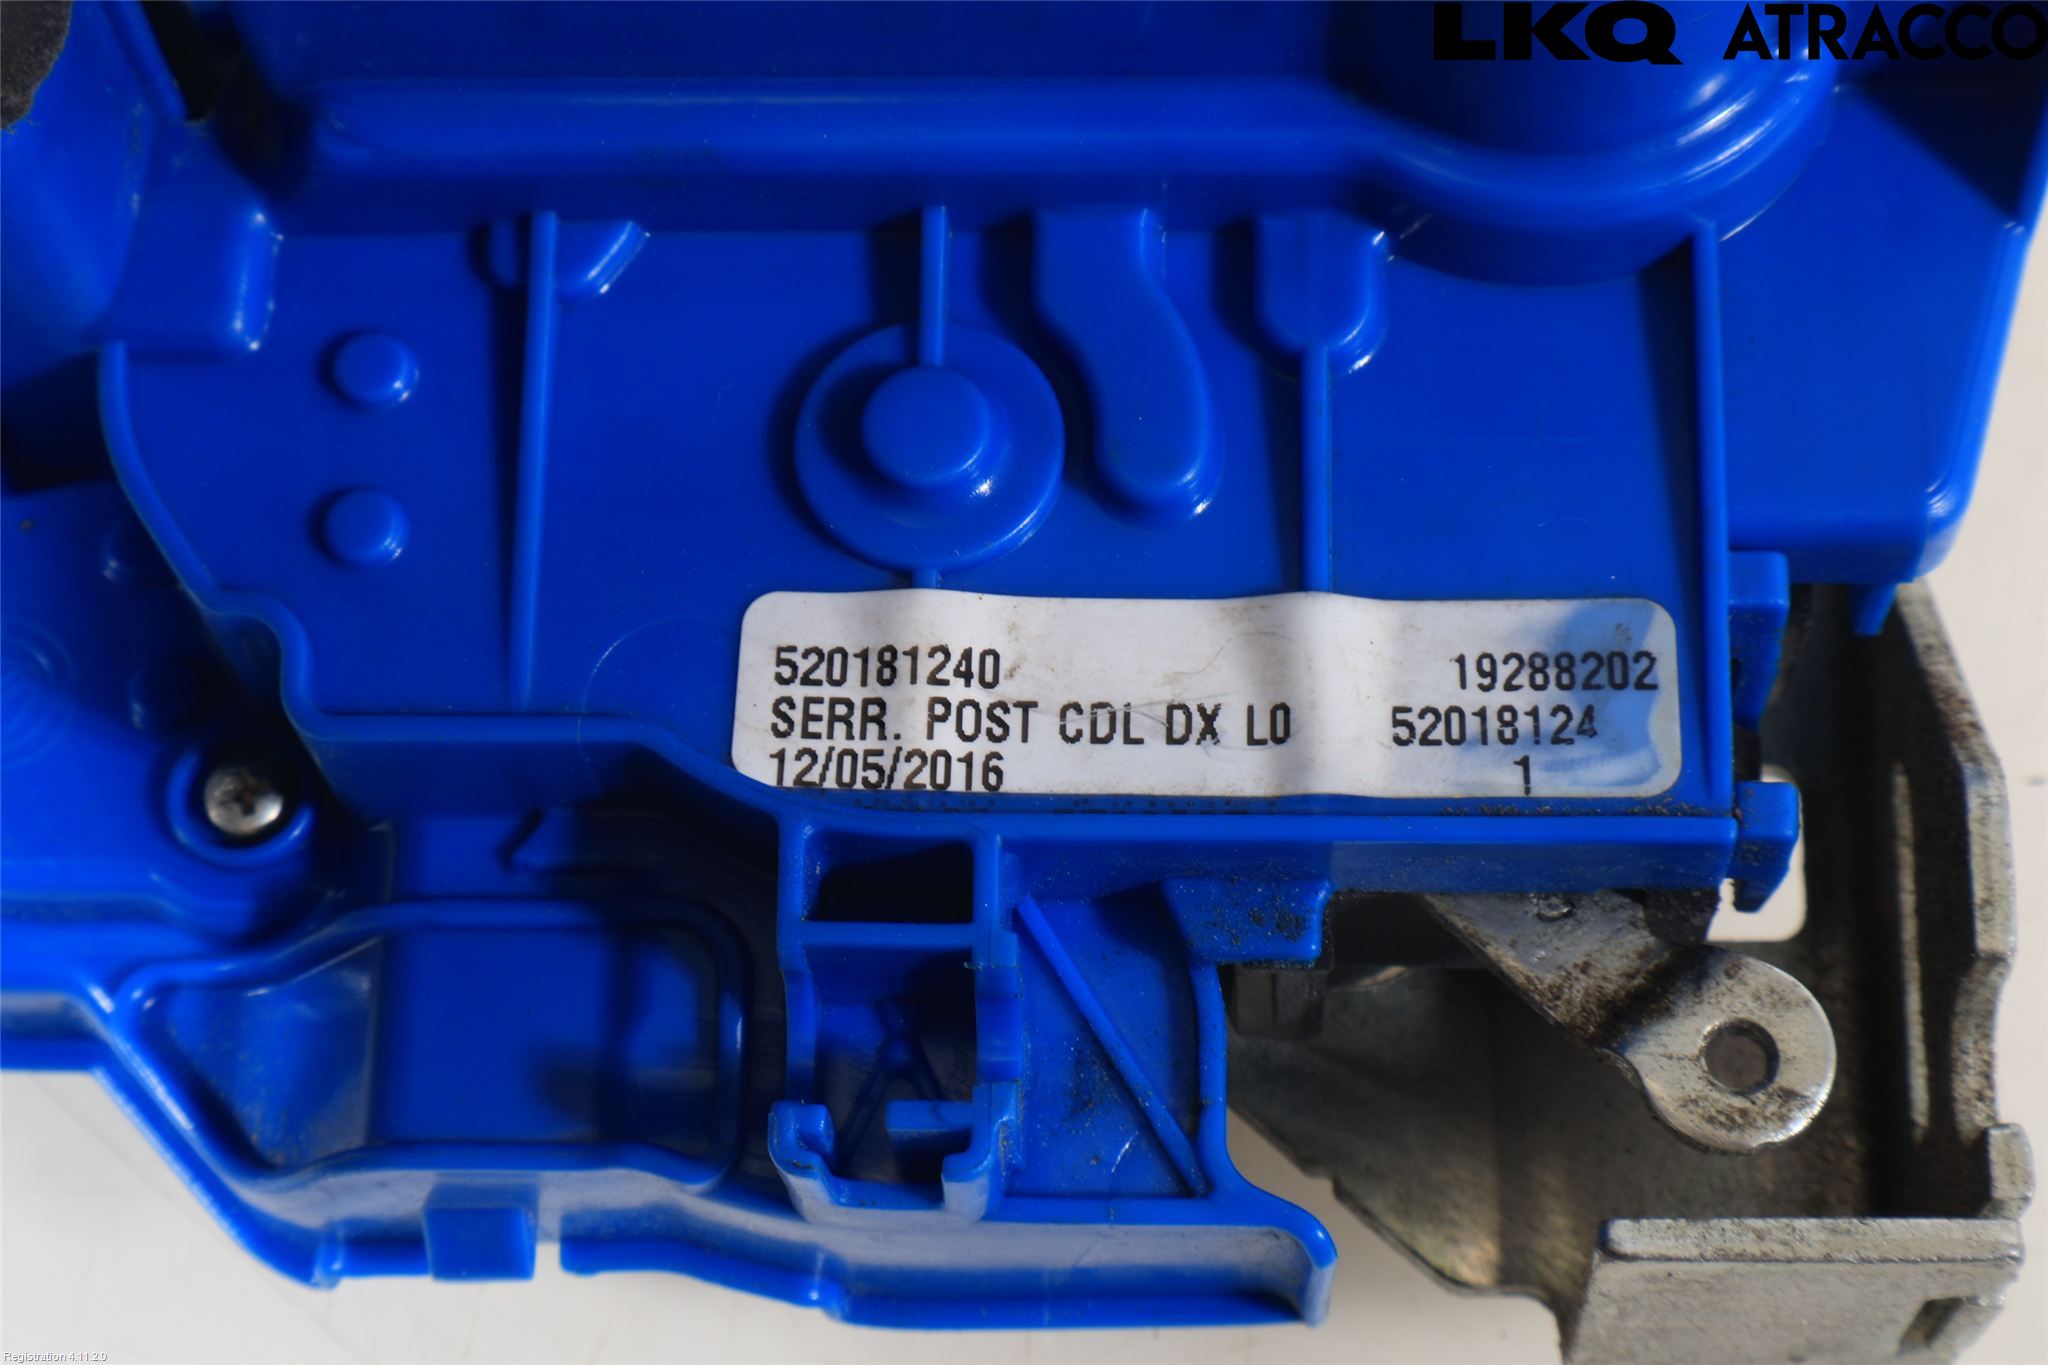 LKQ ATRACCO
520181240 19288202
SERR. POST CDL DX L0 52018124
12/05/2016 1
Registration 4.11.2.0